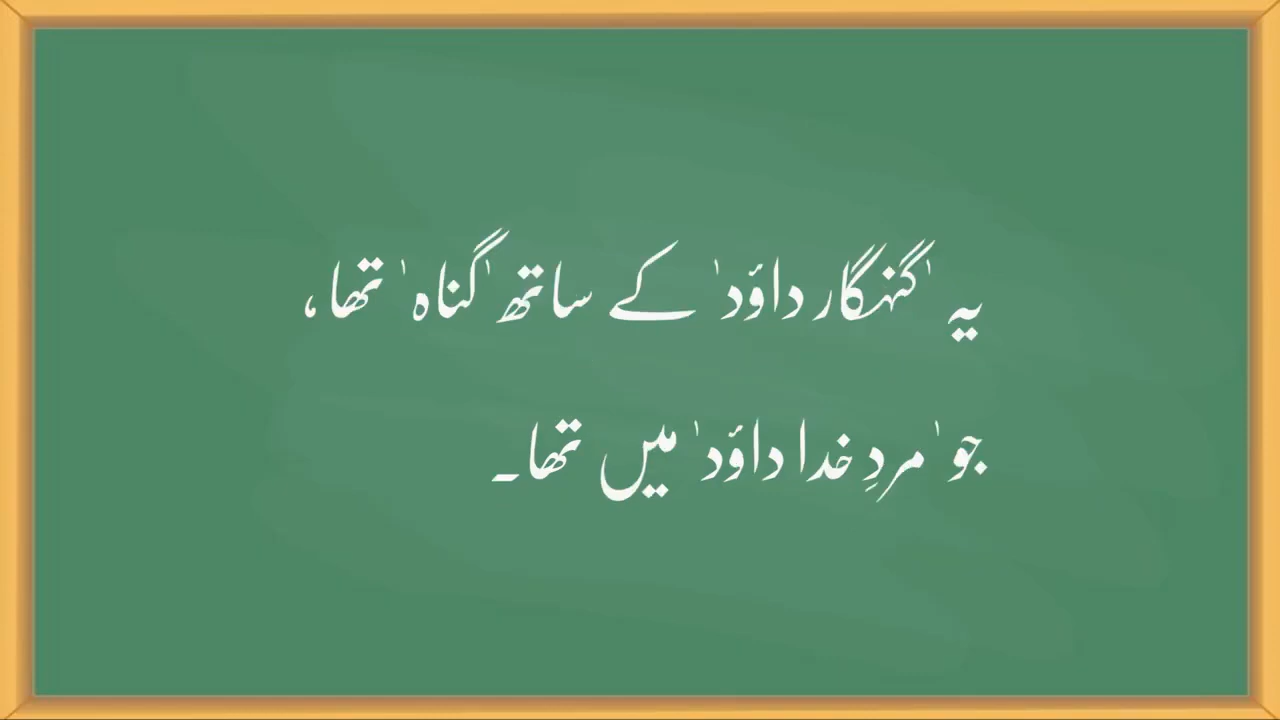 یہ 'گنہگار داؤد' کے ساتھ 'گناہ' تھا،
جو 'مردِ خدا داؤد' میں تھا۔